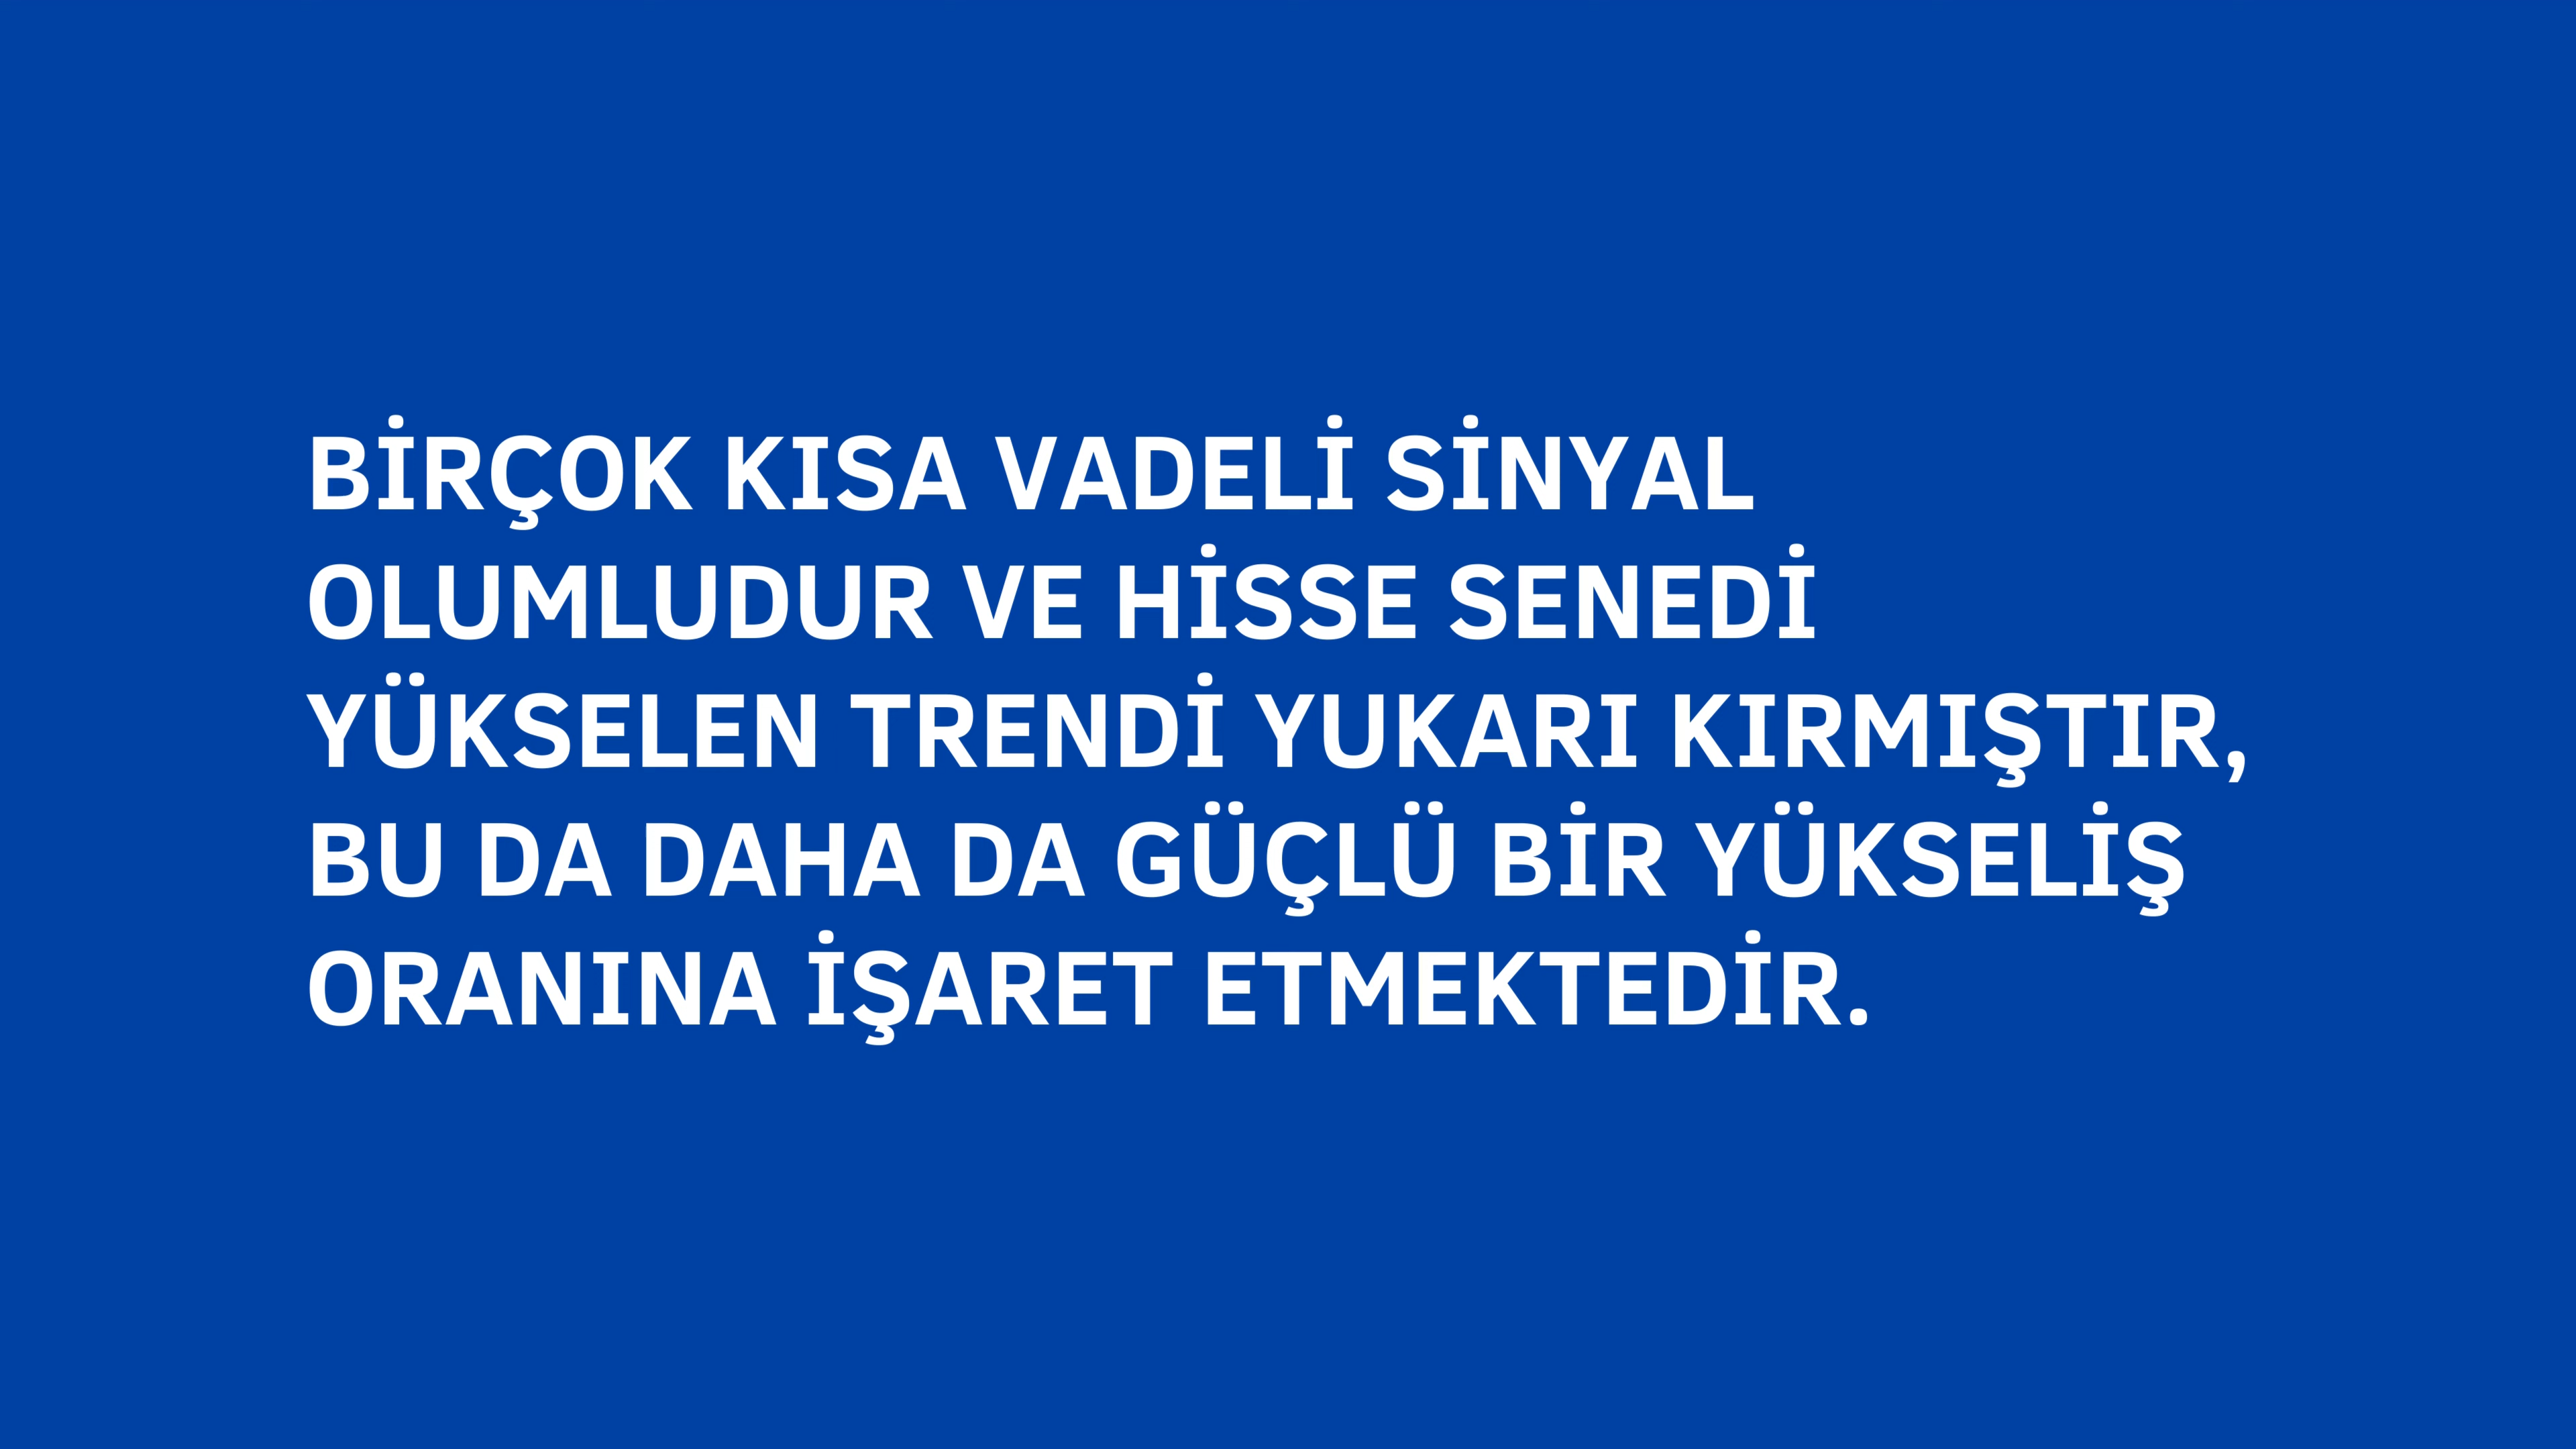 BİRÇOK KISA VADELİ SİNYAL
OLUMLUDUR VE HİSSE SENEDİ
YÜKSELEN TRENDİ YUKARI KIRMIŞTIR,
BU DA DAHA DA GÜÇLÜ BİR YÜKSELİŞ
ORANINA İŞARET ETMEKTEDİR.